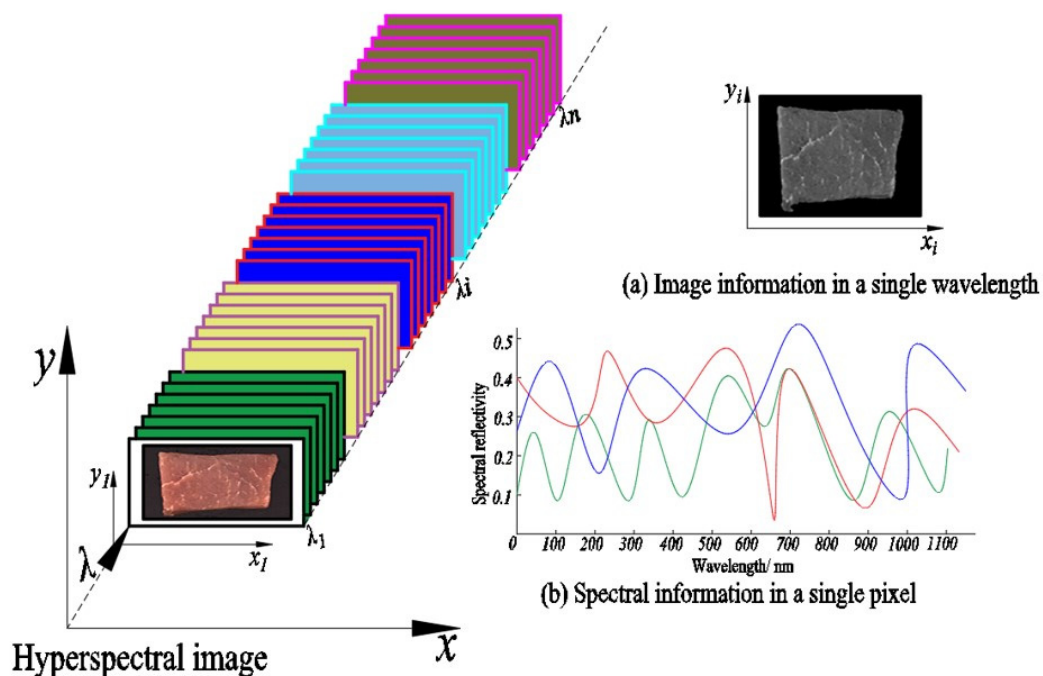 λn
λi
y
y1
x1
λ1
λ
x
Hyperspectral image
yi
xi
(a) Image information in a single wavelength
Spectral reflectivity
0.5
0.4
0.3
0.2
0.1
0 100 200 300 400 500 600 700 800 900 1000 1100
Wavelength/ nm
(b) Spectral information in a single pixel